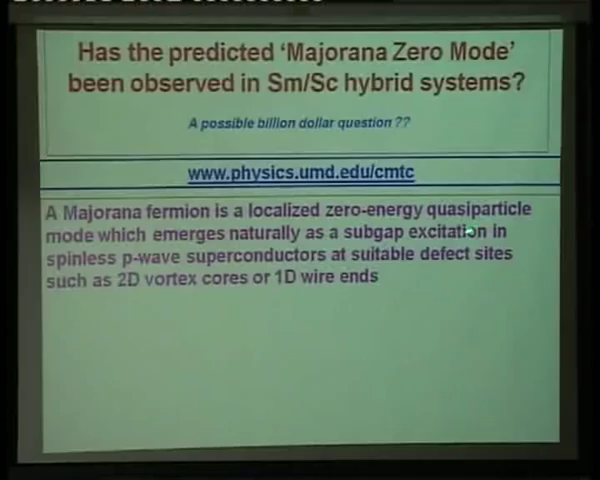 Has the predicted 'Majorana Zero Mode'
been observed in Sm/Sc hybrid systems?
A possible billion dollar question ??
www.physics.umd.edu/cmtc
A Majorana fermion is a localized zero-energy quasiparticle
mode which emerges naturally as a subgap excitation in
spinless p-wave superconductors at suitable defect sites
such as 2D vortex cores or 1D wire ends